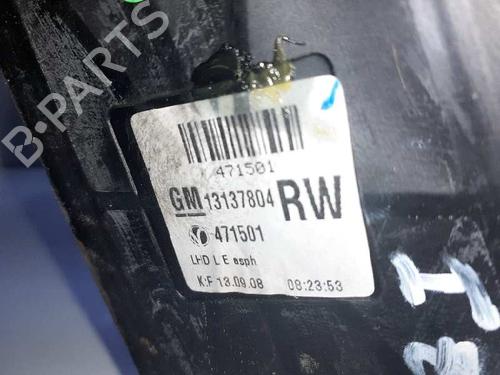 B-PARTS
471501
GM 13137804 RW
471501
LHD L E asph
K:F 13.09.08 08:23:53